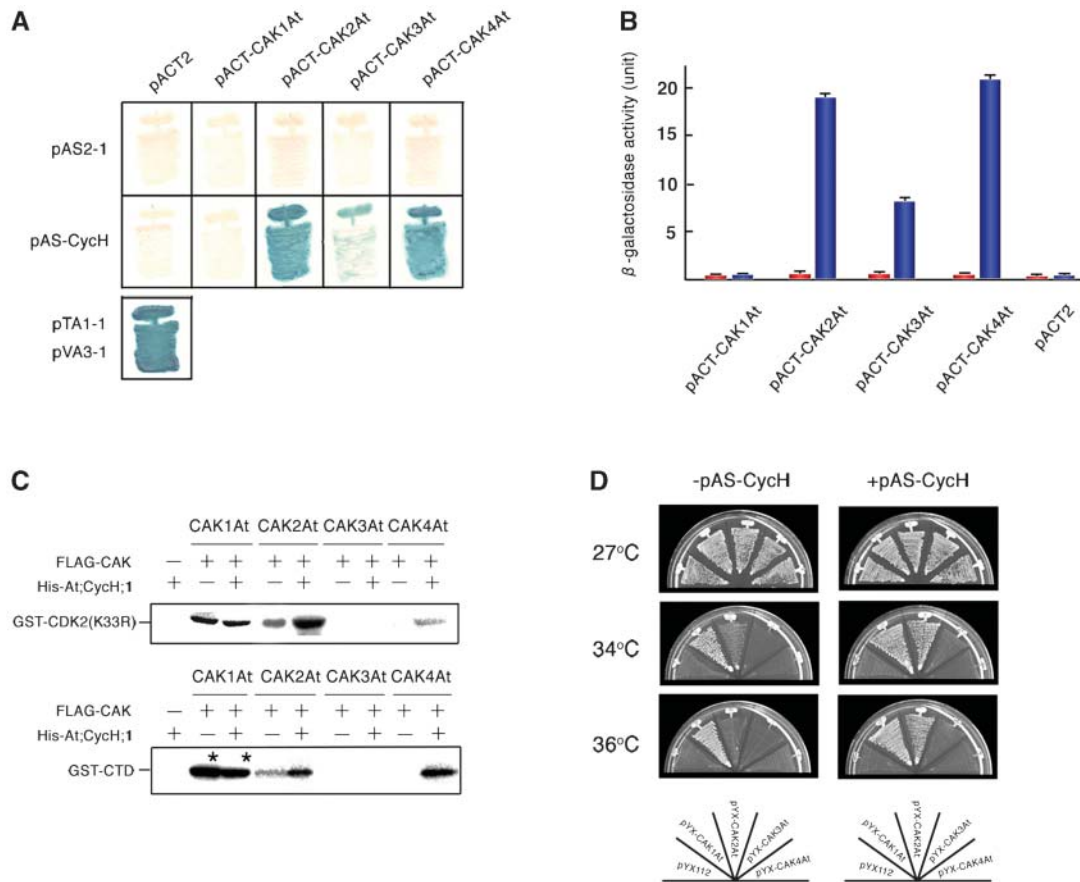 A
pACT2
pACT-CAK1At
pACT-CAK2At
pACT-CAK3At
pACT-CAK4At
pAS2-1
pAS-CycH
pTA1-1
pVA3-1
B
β-galactosidase activity (unit)
20
15
10
5
pACT-CAK1At
pACT-CAK2At
pACT-CAK3At
pACT-CAK4At
pACT2
C
CAK1At CAK2At CAK3At CAK4At
FLAG-CAK − + + + + + + + +
His-At;CycH;1 + − + − + − + − +
GST-CDK2(K33R)
CAK1At CAK2At CAK3At CAK4At
FLAG-CAK − + + + + + + + +
His-At;CycH;1 + − + − + − + − +
* *
GST-CTD
D
-pAS-CycH +pAS-CycH
27°C
34°C
36°C
pYX112
pYX-CAK1At
pYX-CAK2At
pYX-CAK3At
pYX-CAK4At
pYX112
pYX-CAK1At
pYX-CAK2At
pYX-CAK3At
pYX-CAK4At